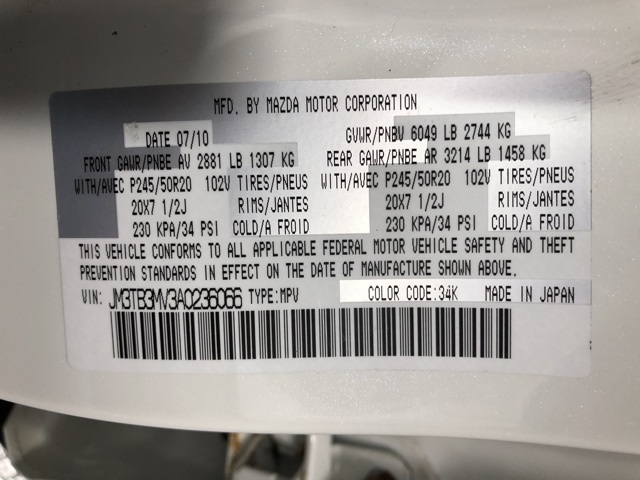 MFD. BY MAZDA MOTOR CORPORATION
DATE 07/10 GVWR/PNBV 6049 LB 2744 KG
FRONT GAWR/PNBE AV 2881 LB 1307 KG REAR GAWR/PNBE AR 3214 LB 1458 KG
WITH/AVEC P245/50R20 102V TIRES/PNEUS WITH/AVEC P245/50R20 102V TIRES/PNEUS
20X7 1/2J RIMS/JANTES 20X7 1/2J RIMS/JANTES
230 KPA/34 PSI COLD/A FROID 230 KPA/34 PSI COLD/A FROID
THIS VEHICLE CONFORMS TO ALL APPLICABLE FEDERAL MOTOR VEHICLE SAFETY AND THEFT
PREVENTION STANDARDS IN EFFECT ON THE DATE OF MANUFACTURE SHOWN ABOVE.
VIN: JM3TB3MV3A0236066 TYPE:MPV COLOR CODE:34K MADE IN JAPAN